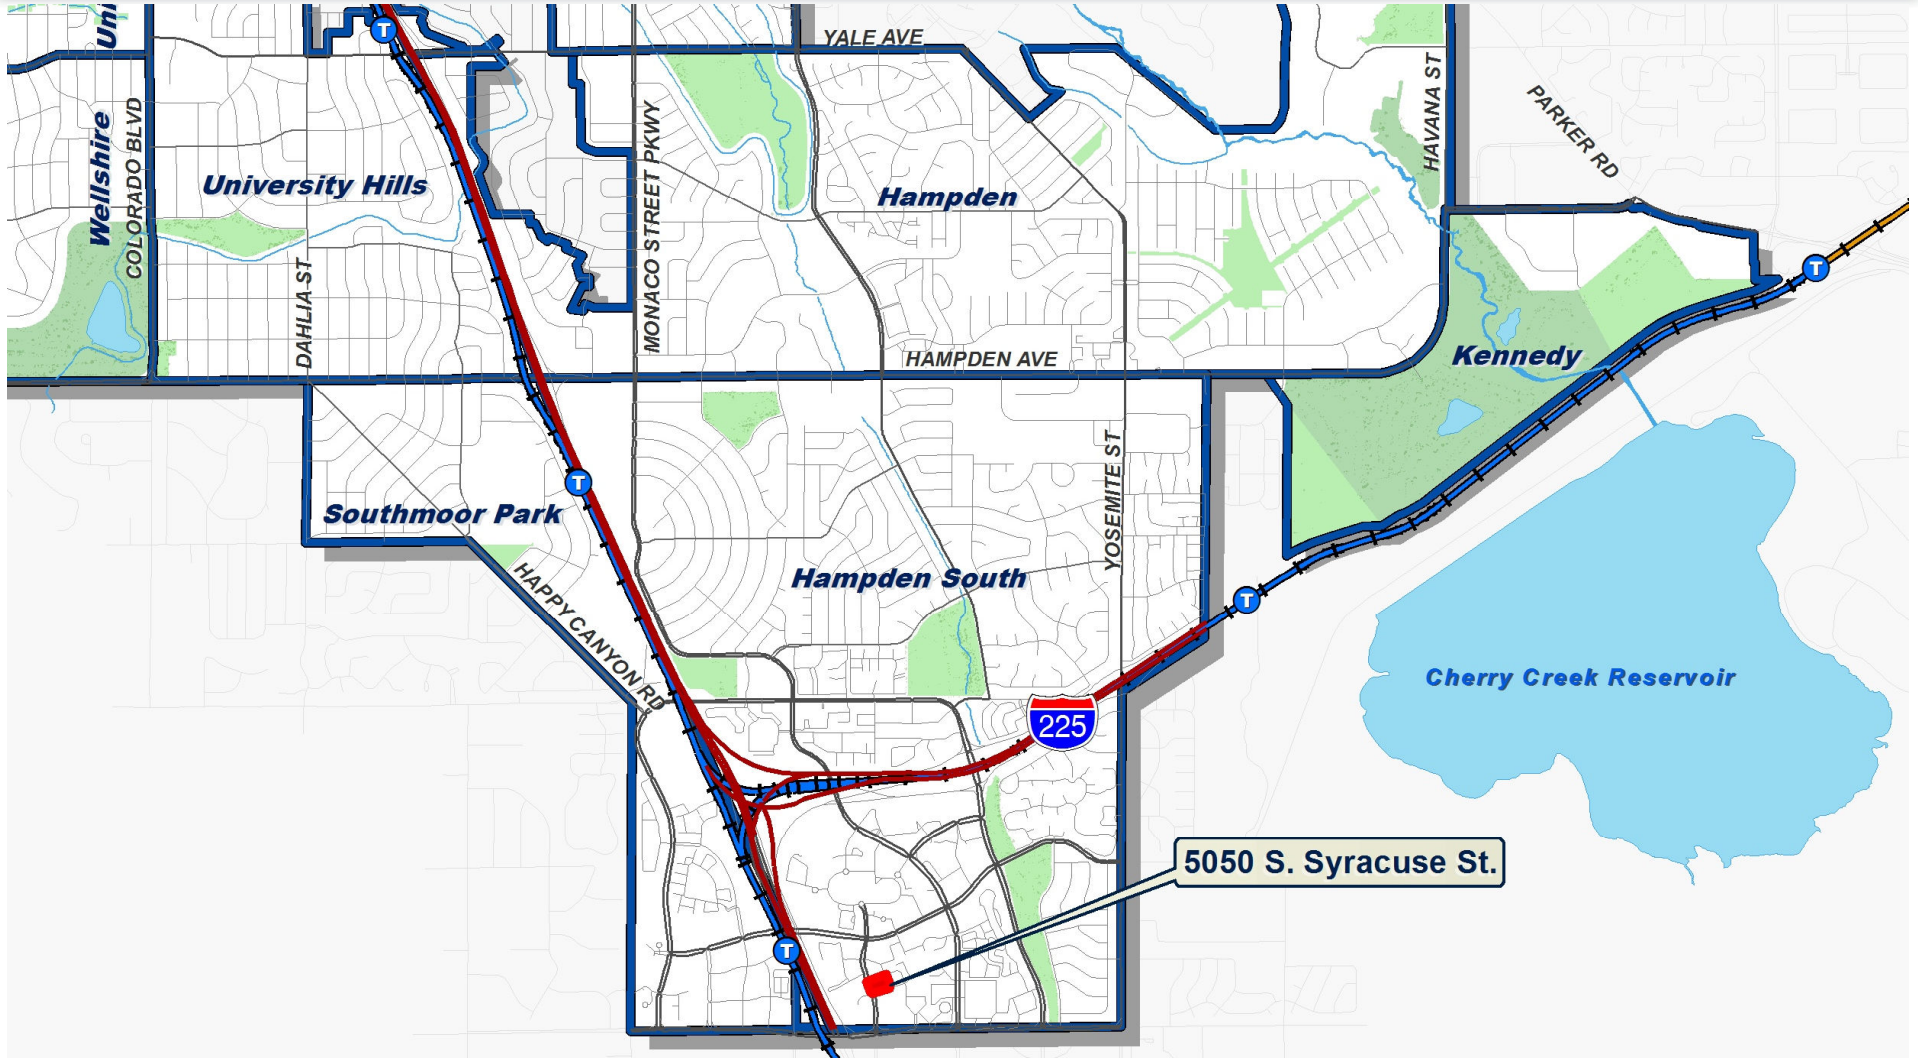 Uni
YALE AVE
HAVANA ST
PARKER RD
Wellshire
COLORADO BLVD
University Hills
MONACO STREET PKWY
Hampden
DAHLIA ST
HAMPDEN AVE
Kennedy
Southmoor Park
YOSEMITE ST
HAPPY CANYON RD
Hampden South
Cherry Creek Reservoir
225
5050 S. Syracuse St.
T
T
T
T
T